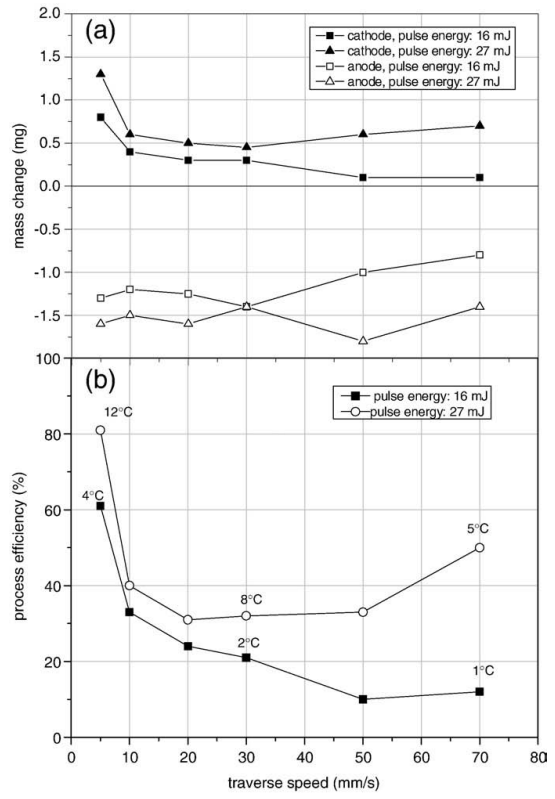 (a)
cathode, pulse energy: 16 mJ
cathode, pulse energy: 27 mJ
anode, pulse energy: 16 mJ
anode, pulse energy: 27 mJ
2.0
1.5
1.0
0.5
0.0
-0.5
-1.0
-1.5
mass change (mg)
(b)
pulse energy: 16 mJ
pulse energy: 27 mJ
100
80
60
40
20
0
process efficiency (%)
12°C
4°C
8°C
2°C
5°C
1°C
0 10 20 30 40 50 60 70 80
traverse speed (mm/s)